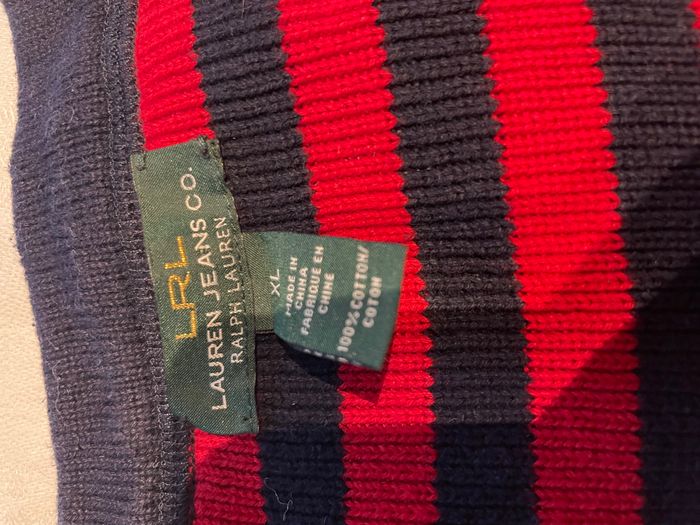 LRL
LAUREN JEANS CO.
RALPH LAUREN
XL
MADE IN
CHINA
FABRIQUE EN
CHINE
100% COTTON/
COTON